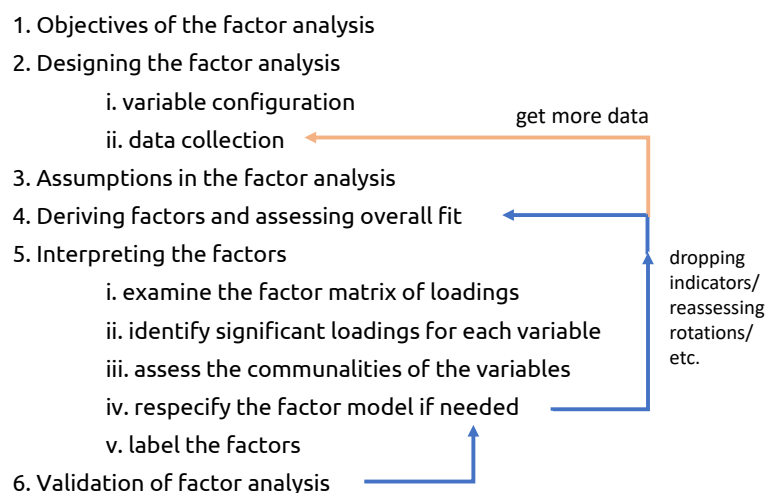 1. Objectives of the factor analysis
2. Designing the factor analysis
i. variable configuration
get more data
ii. data collection
3. Assumptions in the factor analysis
4. Deriving factors and assessing overall fit
5. Interpreting the factors
dropping
indicators/
reassessing
rotations/
etc.
i. examine the factor matrix of loadings
ii. identify significant loadings for each variable
iii. assess the communalities of the variables
iv. respecify the factor model if needed
v. label the factors
6. Validation of factor analysis